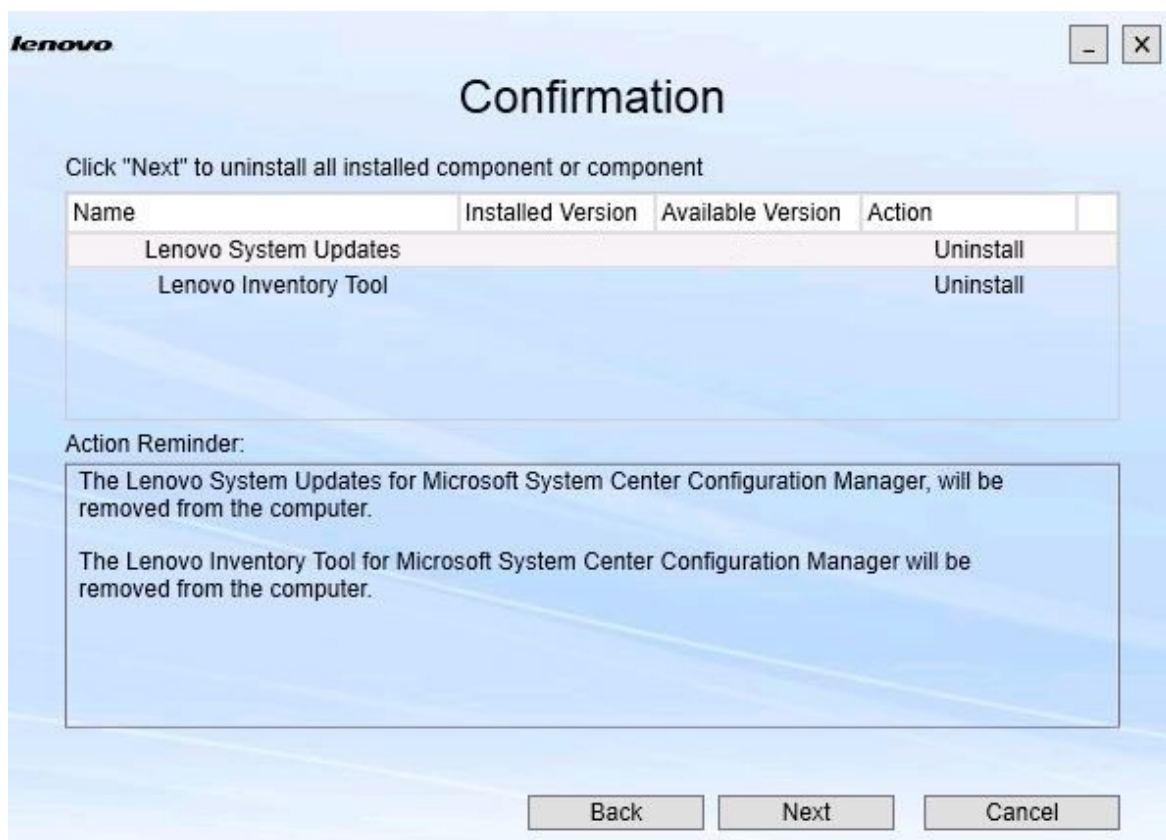 lenovo
Confirmation
Click "Next" to uninstall all installed component or component
Name Installed Version Available Version Action
Lenovo System Updates Uninstall
Lenovo Inventory Tool Uninstall
Action Reminder:
The Lenovo System Updates for Microsoft System Center Configuration Manager, will be
removed from the computer.
The Lenovo Inventory Tool for Microsoft System Center Configuration Manager will be
removed from the computer.
Back Next Cancel